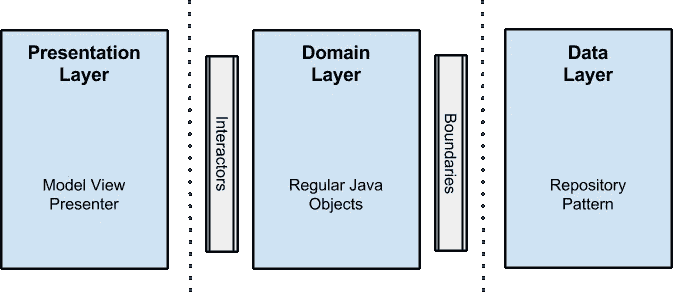 Presentation
Layer
Model View
Presenter
Interactors
Domain
Layer
Regular Java
Objects
Boundaries
Data
Layer
Repository
Pattern